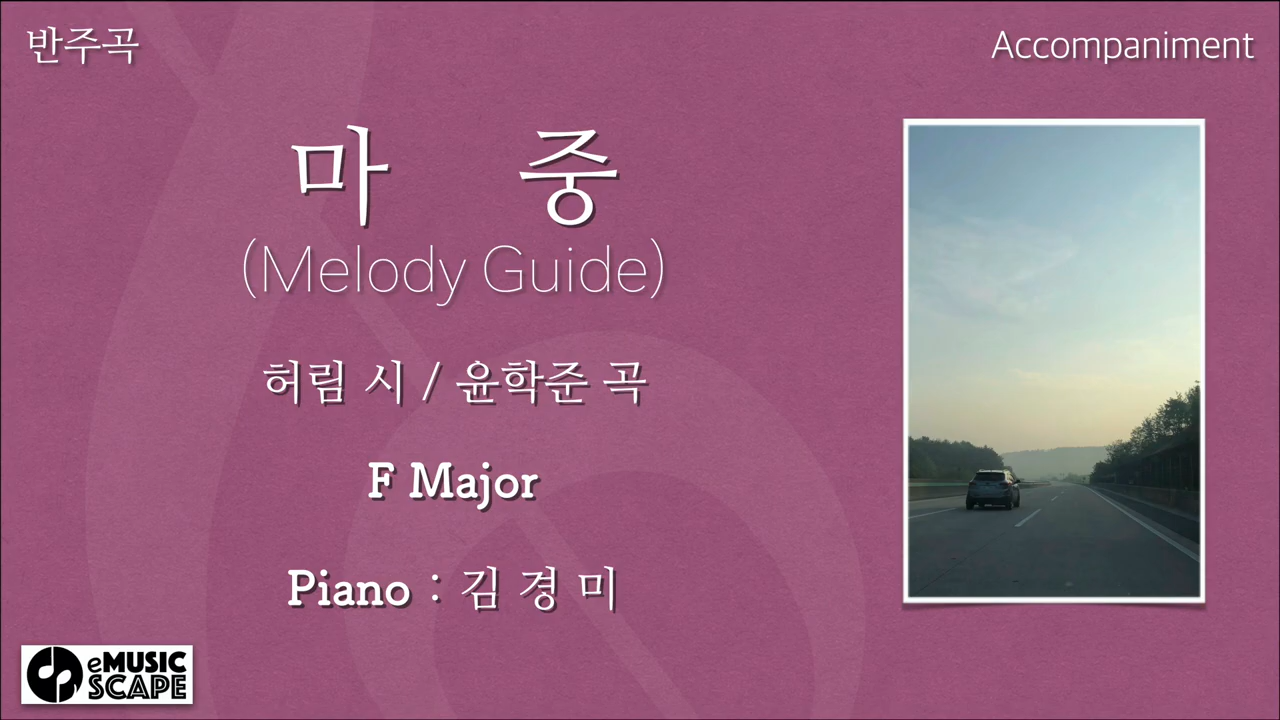 반주곡
Accompaniment
마 중
(Melody Guide)
허림 시 / 윤학준 곡
F Major
Piano : 김 경 미
eMUSIC
SCAPE